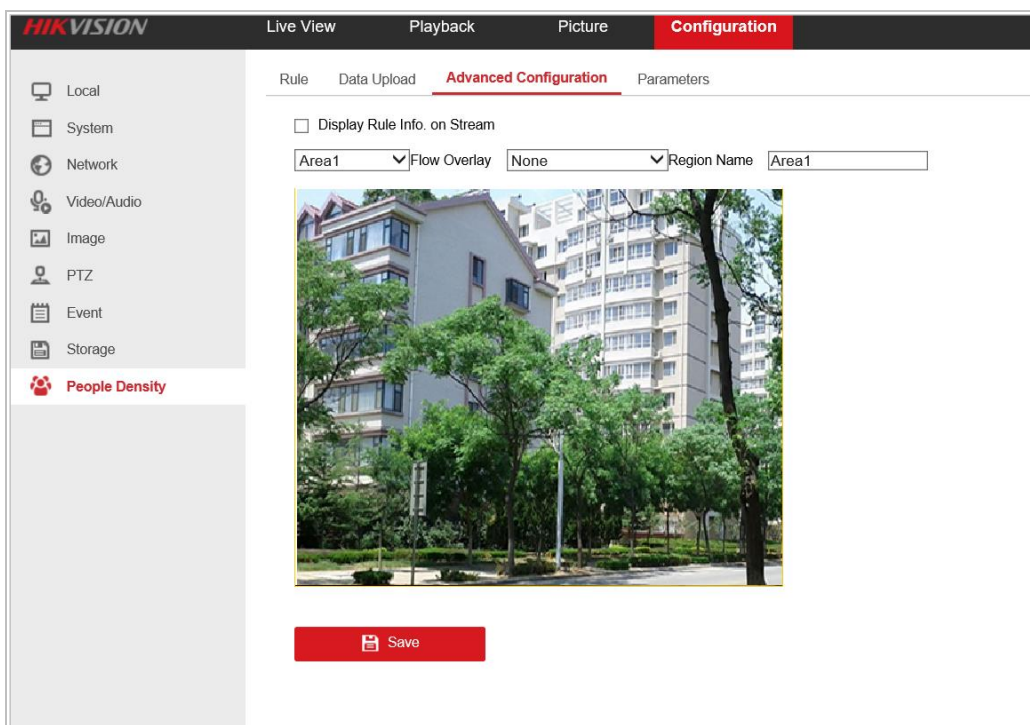 HIKVISION Live View Playback Picture Configuration
Rule Data Upload Advanced Configuration Parameters
Local
System
Network
Video/Audio
Image
PTZ
Event
Storage
People Density
Display Rule Info. on Stream
Area1 Flow Overlay None Region Name Area1
Save